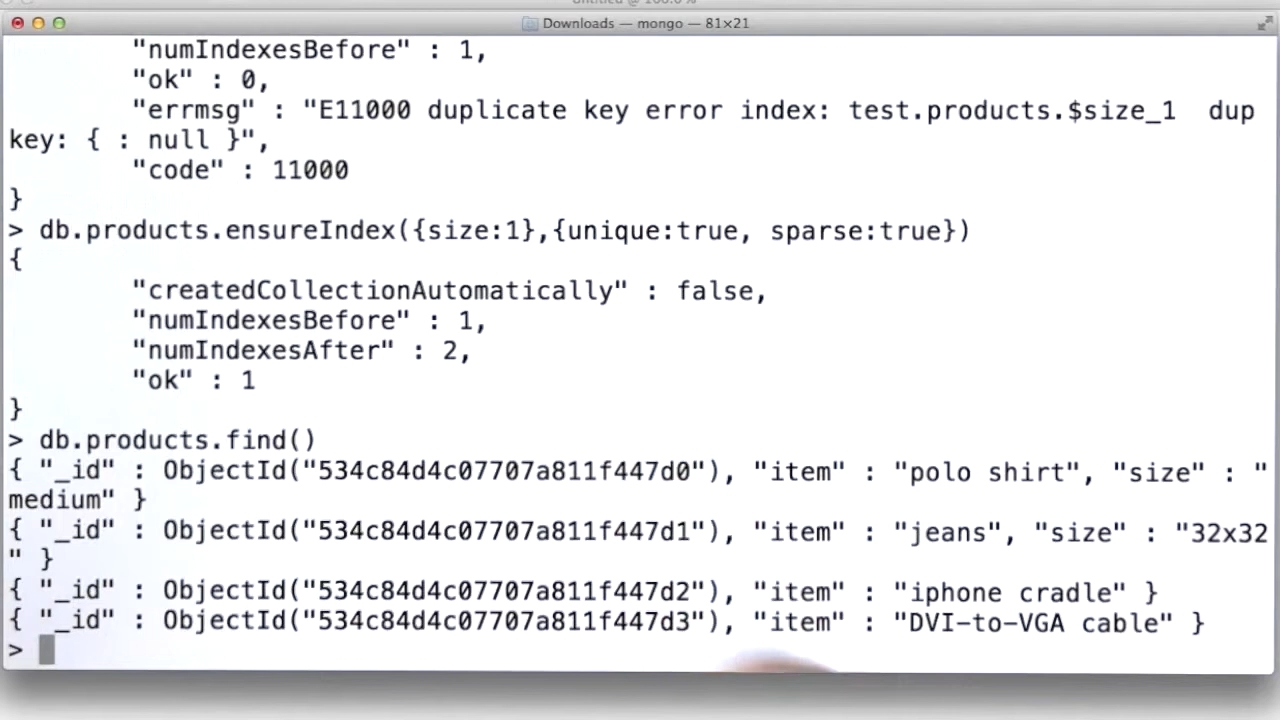 Downloads — mongo — 81×21
"numIndexesBefore" : 1,
"ok" : 0,
"errmsg" : "E11000 duplicate key error index: test.products.$size_1  dup
key: { : null }",
"code" : 11000
}
> db.products.ensureIndex({size:1},{unique:true, sparse:true})
{
"createdCollectionAutomatically" : false,
"numIndexesBefore" : 1,
"numIndexesAfter" : 2,
"ok" : 1
}
> db.products.find()
{ "_id" : ObjectId("534c84d4c07707a811f447d0"), "item" : "polo shirt", "size" : "
medium" }
{ "_id" : ObjectId("534c84d4c07707a811f447d1"), "item" : "jeans", "size" : "32x32
" }
{ "_id" : ObjectId("534c84d4c07707a811f447d2"), "item" : "iphone cradle" }
{ "_id" : ObjectId("534c84d4c07707a811f447d3"), "item" : "DVI-to-VGA cable" }
>